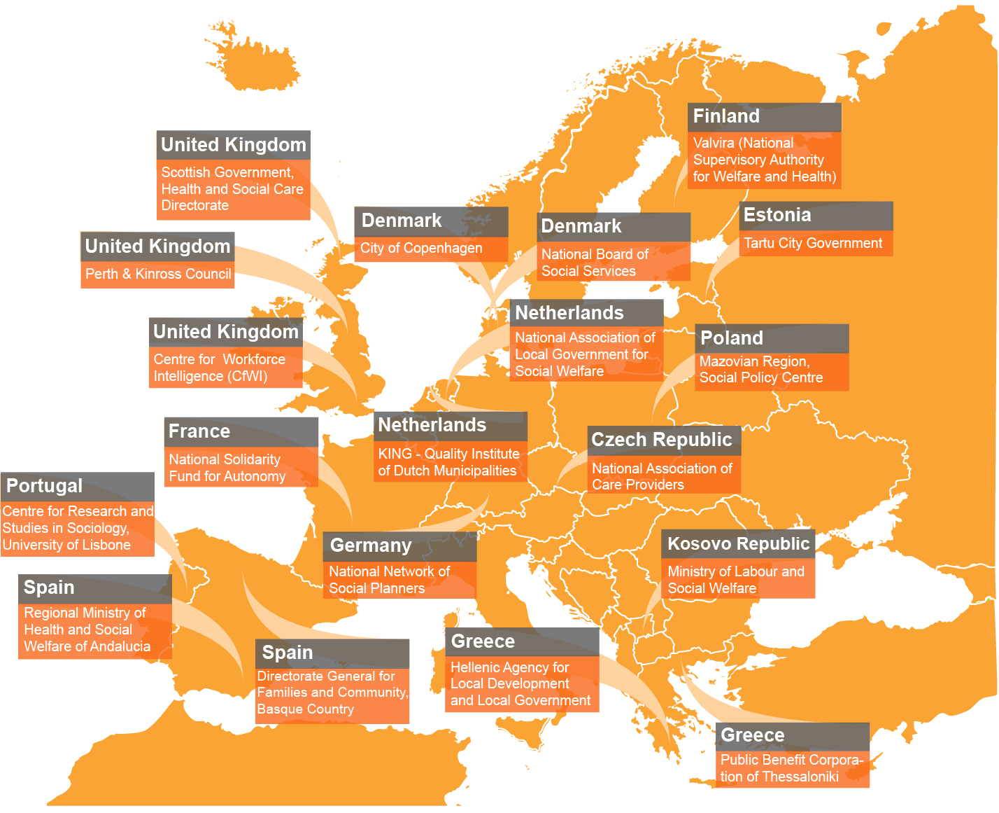 Finland
Valvira (National
Supervisory Authority
for Welfare and Health)
United Kingdom
Scottish Government,
Health and Social Care
Directorate
Denmark
City of Copenhagen
Denmark
National Board of
Social Services
Estonia
Tartu City Government
United Kingdom
Perth & Kinross Council
Netherlands
National Association of
Local Government for
Social Welfare
United Kingdom
Centre for Workforce
Intelligence (CfWI)
Poland
Mazovian Region,
Social Policy Centre
France
National Solidarity
Fund for Autonomy
Netherlands
KING - Quality Institute
of Dutch Municipalities
Czech Republic
National Association of
Care Providers
Portugal
Centre for Research and
Studies in Sociology,
University of Lisbone
Germany
National Network of
Social Planners
Kosovo Republic
Ministry of Labour and
Social Welfare
Spain
Regional Ministry of
Health and Social
Welfare of Andalucia
Spain
Directorate General for
Families and Community,
Basque Country
Greece
Hellenic Agency for
Local Development
and Local Government
Greece
Public Benefit Corpora-
tion of Thessaloniki